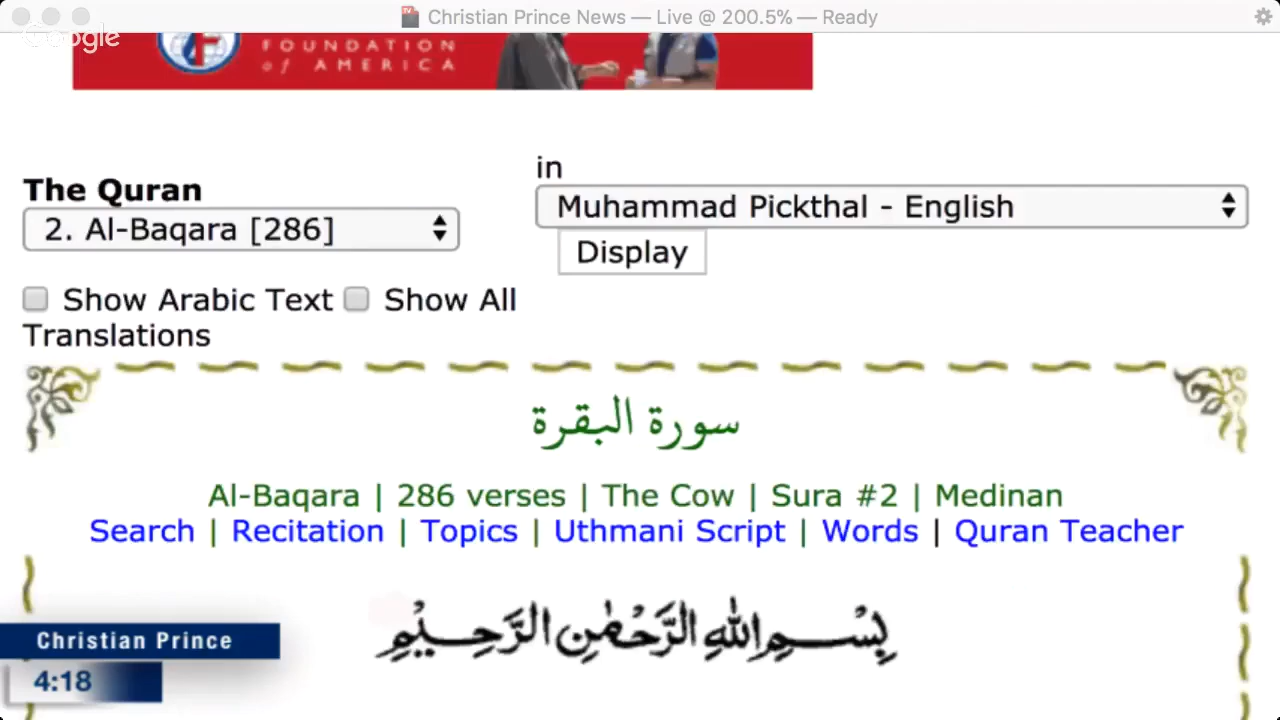 Christian Prince News — Live @ 200.5% — Ready
Google
FOUNDATION
of AMERICA
in
The Quran
Muhammad Pickthal - English
2. Al-Baqara [286]
Display
Show Arabic Text Show All
Translations
سورة البقرة
Al-Baqara | 286 verses | The Cow | Sura #2 | Medinan
Search | Recitation | Topics | Uthmani Script | Words | Quran Teacher
بِسْمِ اللهِ الرَّحْمٰنِ الرَّحِيْمِ
Christian Prince
4:18